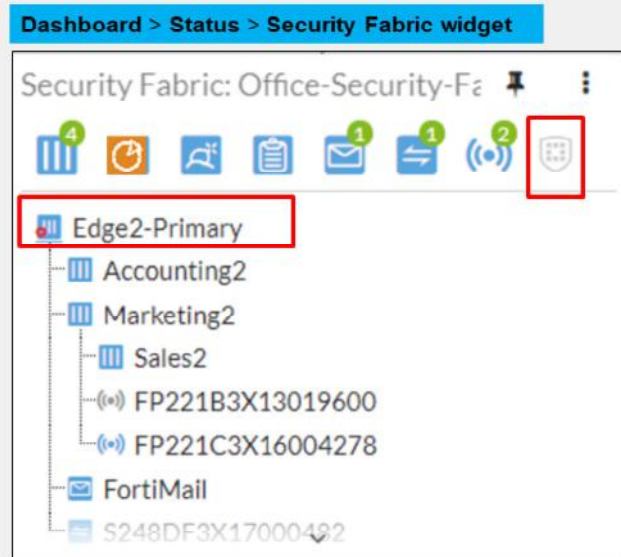 Dashboard > Status > Security Fabric widget
Security Fabric: Office-Security-Fa
4 1 1 2
Edge2-Primary
Accounting2
Marketing2
Sales2
FP221B3X13019600
FP221C3X16004278
FortiMail
S248DF3X17000482